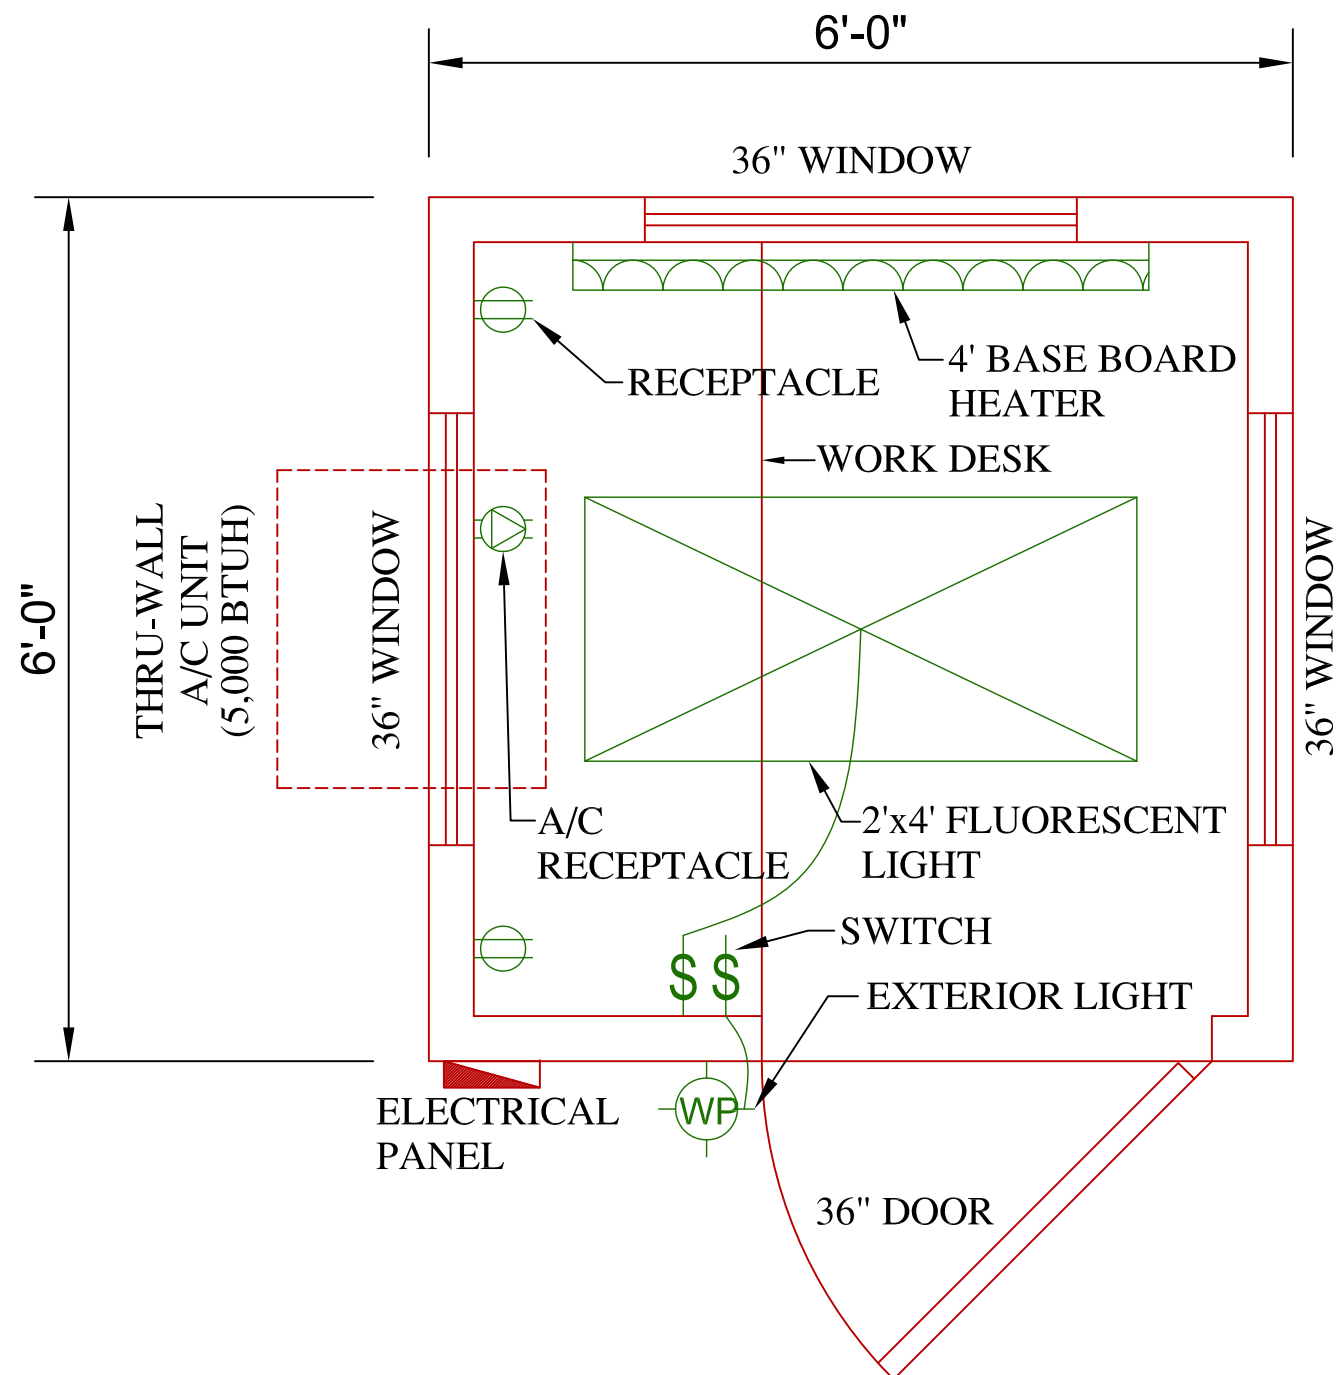 6'-0"
36" WINDOW
4' BASE BOARD
HEATER
RECEPTACLE
WORK DESK
6'-0"
THRU-WALL
A/C UNIT
(5,000 BTUH)
36" WINDOW
36" WINDOW
A/C
RECEPTACLE
2'x4' FLUORESCENT
LIGHT
SWITCH
$ $
EXTERIOR LIGHT
WP
ELECTRICAL
PANEL
36" DOOR